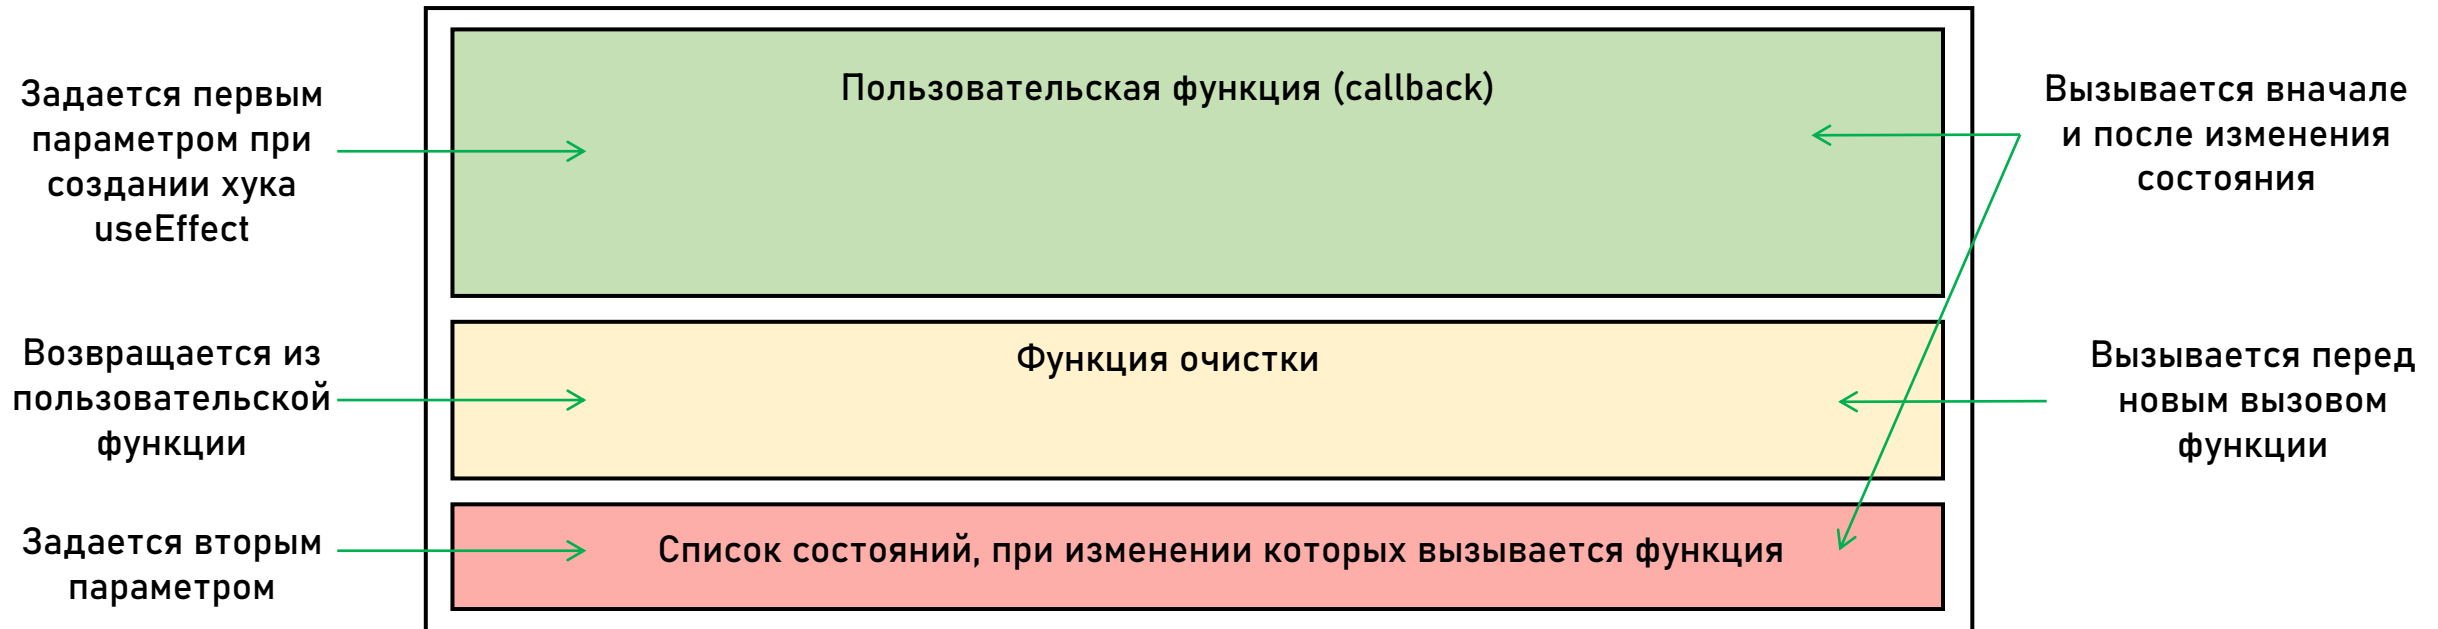 Задается первым
параметром при
создании хука
useEffect
Пользовательская функция (callback)
Вызывается вначале
и после изменения
состояния
Возвращается из
пользовательской
функции
Функция очистки
Вызывается перед
новым вызовом
функции
Задается вторым
параметром
Список состояний, при изменении которых вызывается функция